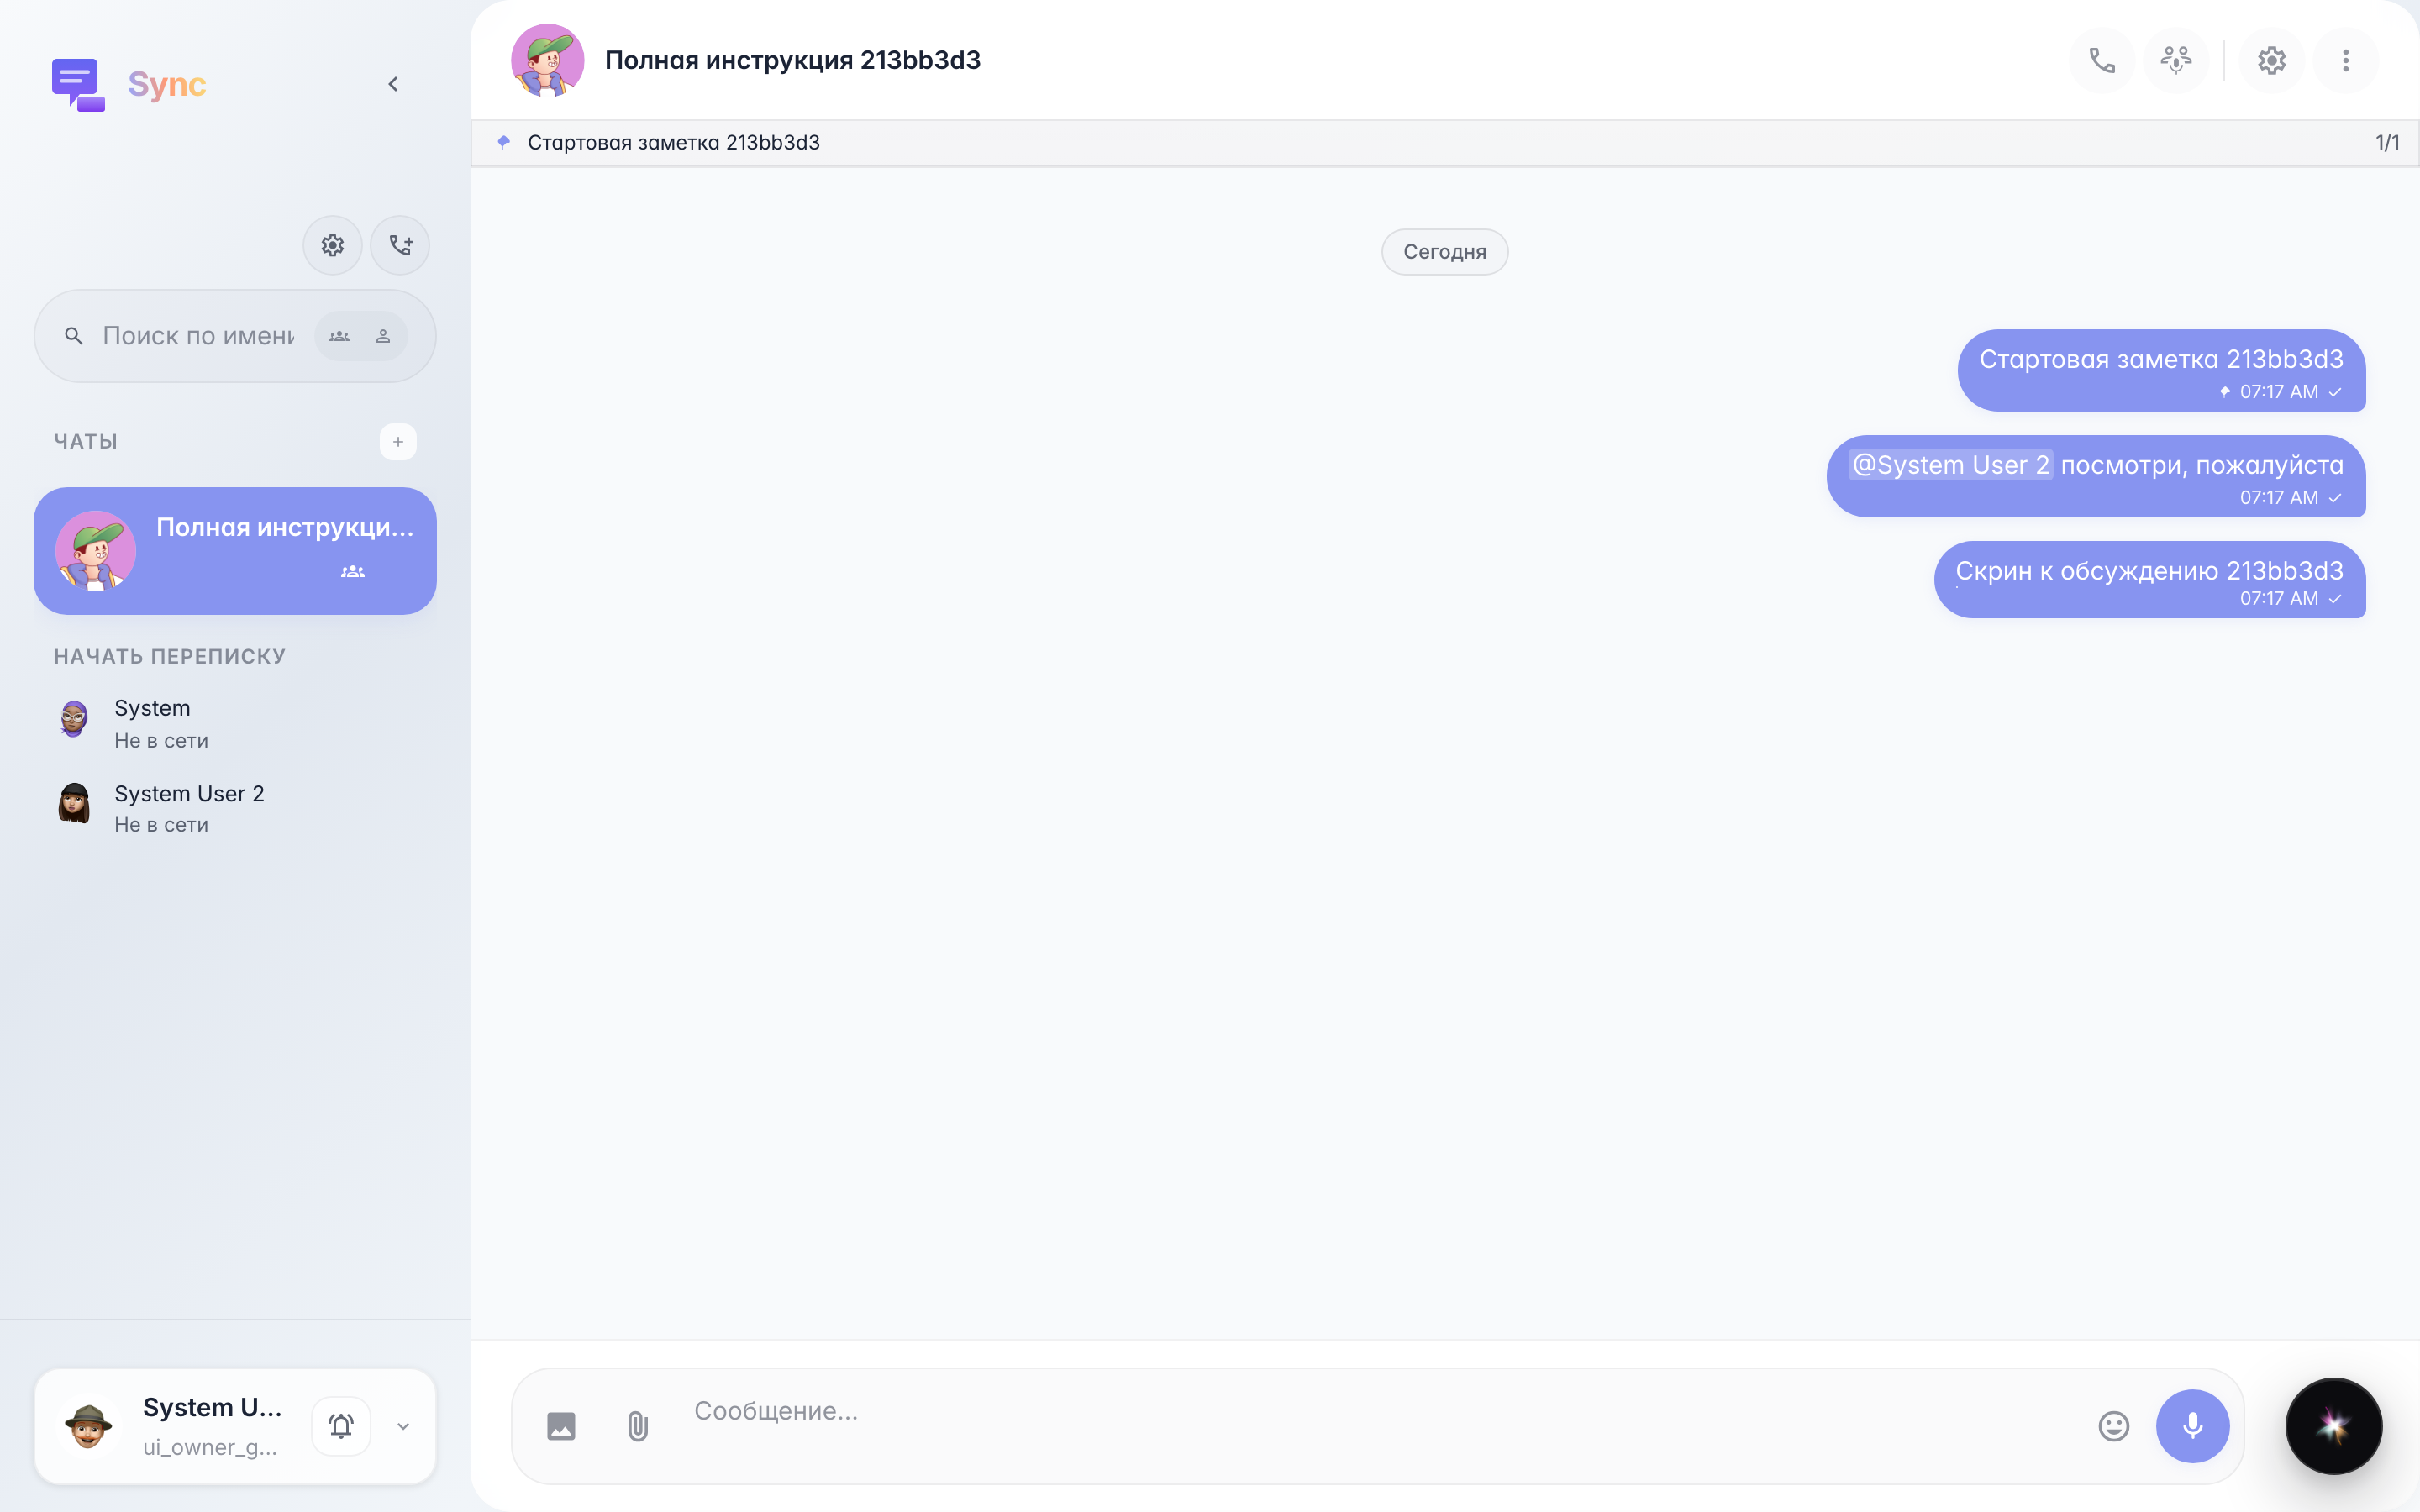 Sync
Поиск по имени
ЧАТЫ
Полная инструкци...
НАЧАТЬ ПЕРЕПИСКУ
System
Не в сети
System User 2
Не в сети
System U...
ui_owner_g...
Полная инструкция 213bb3d3
Стартовая заметка 213bb3d3
1/1
Сегодня
Стартовая заметка 213bb3d3
07:17 AM
@System User 2 посмотри, пожалуйста
07:17 AM
Скрин к обсуждению 213bb3d3
07:17 AM
Сообщение...